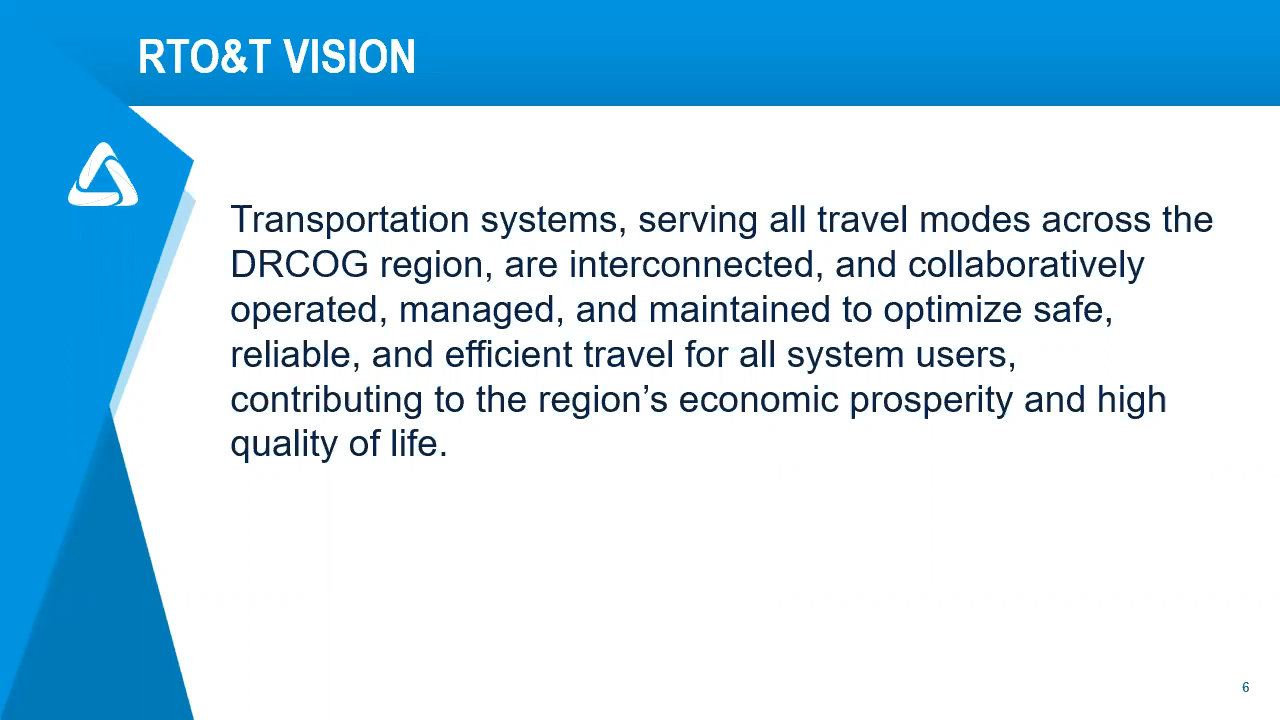 RTO&T VISION
Transportation systems, serving all travel modes across the
DRCOG region, are interconnected, and collaboratively
operated, managed, and maintained to optimize safe,
reliable, and efficient travel for all system users,
contributing to the region’s economic prosperity and high
quality of life.
6